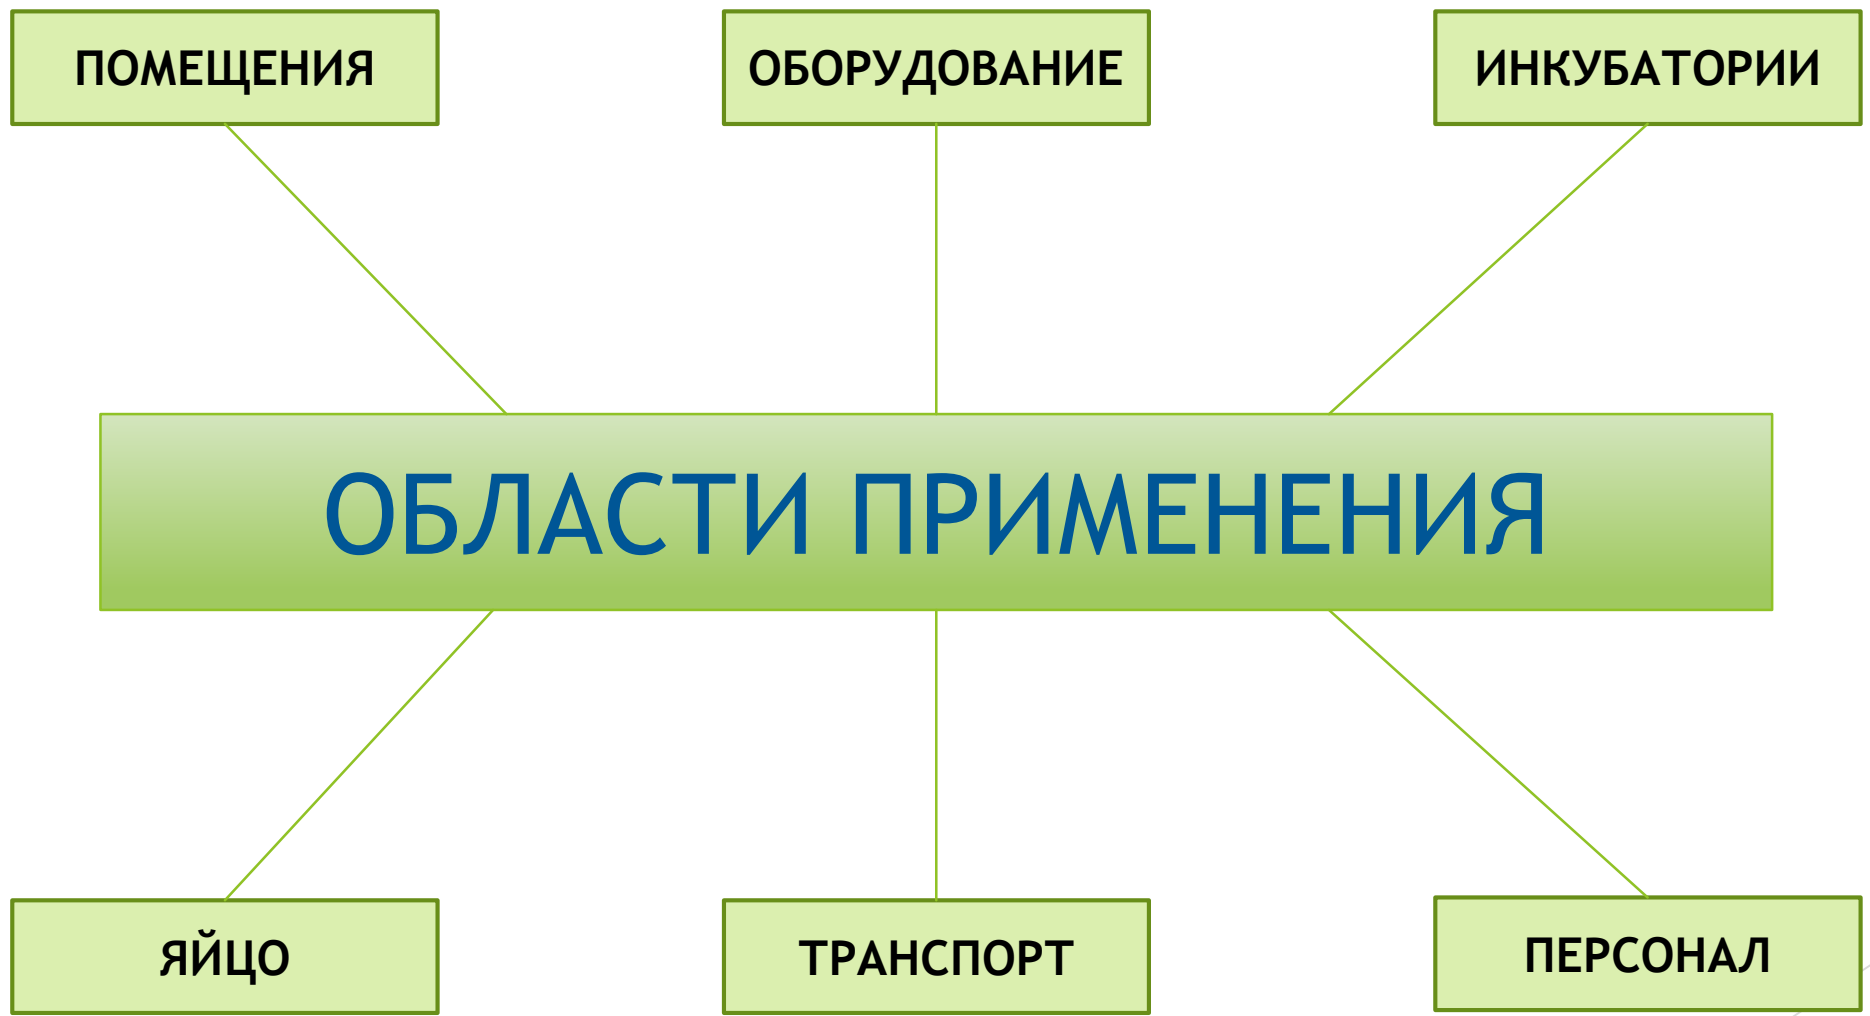 ПОМЕЩЕНИЯ
ОБОРУДОВАНИЕ
ИНКУБАТОРИИ
ОБЛАСТИ ПРИМЕНЕНИЯ
ЯЙЦО
ТРАНСПОРТ
ПЕРСОНАЛ